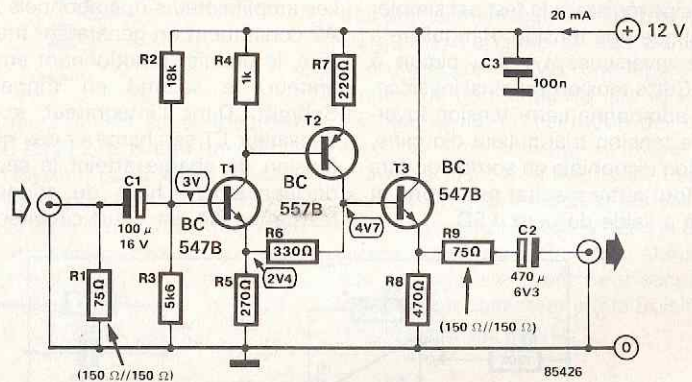 20 mA
12 V
R2
18k
R4
1k
R7
220Ω
C3
100n
T2
T1
T3
C1
100 µ
16 V
3V
BC
547B
BC
557B
BC
547B
4V7
R6
330Ω
2V4
R9
75Ω
C2
470 µ
6V3
R1
75Ω
R3
5k6
R5
270Ω
R8
470Ω
(150 Ω//150 Ω)
(150 Ω//150 Ω)
0
85426